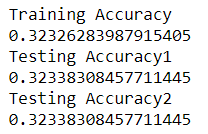 Training Accuracy
0.32326283987915405
Testing Accuracy1
0.32338308457711445
Testing Accuracy2
0.32338308457711445